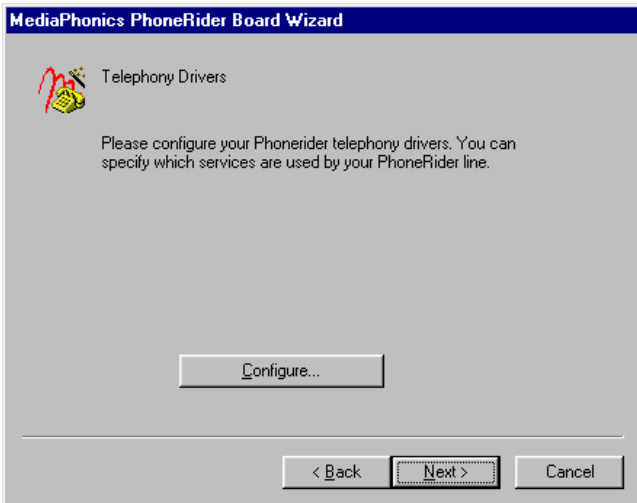 MediaPhonics PhoneRider Board Wizard
Telephony Drivers
Please configure your Phonerider telephony drivers. You can
specify which services are used by your PhoneRider line.
Configure...
< Back
Next >
Cancel